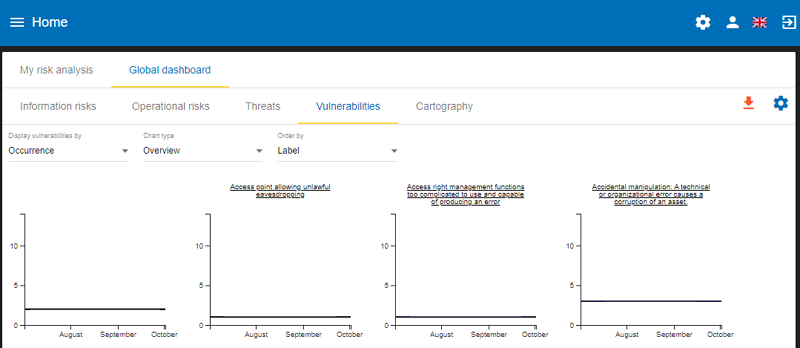 Home
My risk analysis Global dashboard
Information risks Operational risks Threats Vulnerabilities Cartography
Display vulnerabilities by Chart type Order by
Occurrence Overview Label
Access point allowing unlawful
eavesdropping
Access right management functions
too complicated to use and capable
of producing an error
Accidental manipulation: A technical
or organizational error causes a
corruption of an asset.
10
5
0
August September October
10
5
0
August September October
10
5
0
August September October
10
5
0
August September October